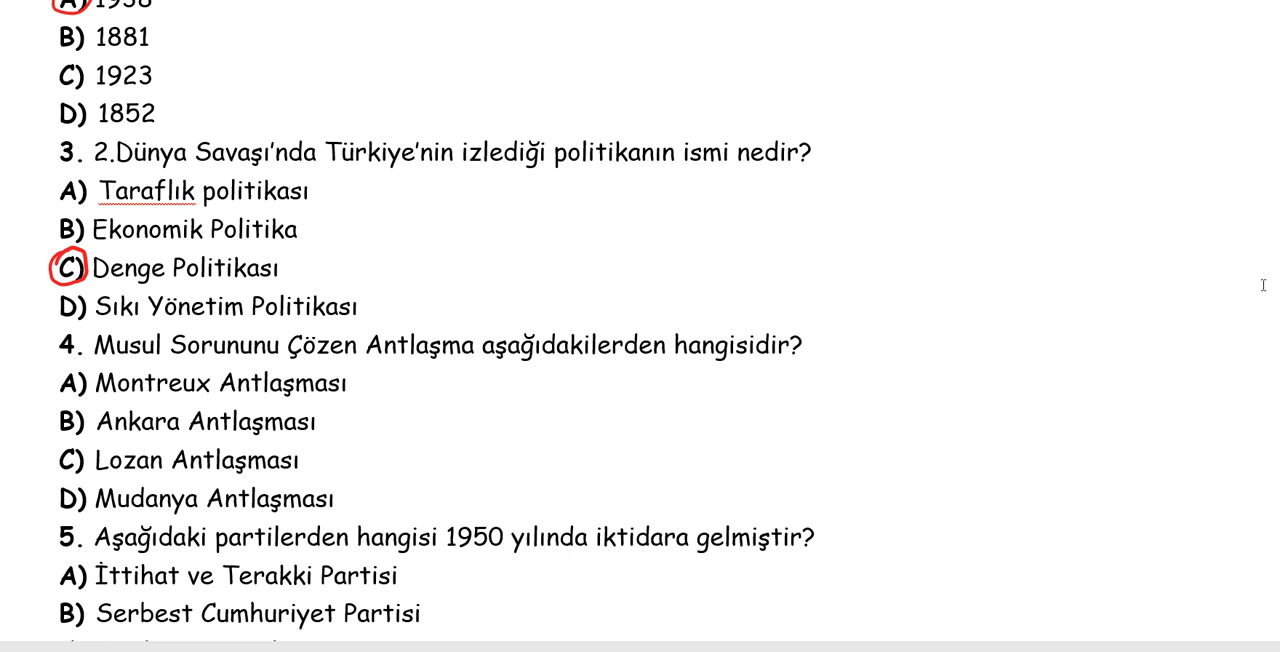 A) 1938
B) 1881
C) 1923
D) 1852
3. 2.Dünya Savaşı’nda Türkiye’nin izlediği politikanın ismi nedir?
A) Taraflık politikası
B) Ekonomik Politika
C) Denge Politikası
D) Sıkı Yönetim Politikası
4. Musul Sorununu Çözen Antlaşma aşağıdakilerden hangisidir?
A) Montreux Antlaşması
B) Ankara Antlaşması
C) Lozan Antlaşması
D) Mudanya Antlaşması
5. Aşağıdaki partilerden hangisi 1950 yılında iktidara gelmiştir?
A) İttihat ve Terakki Partisi
B) Serbest Cumhuriyet Partisi